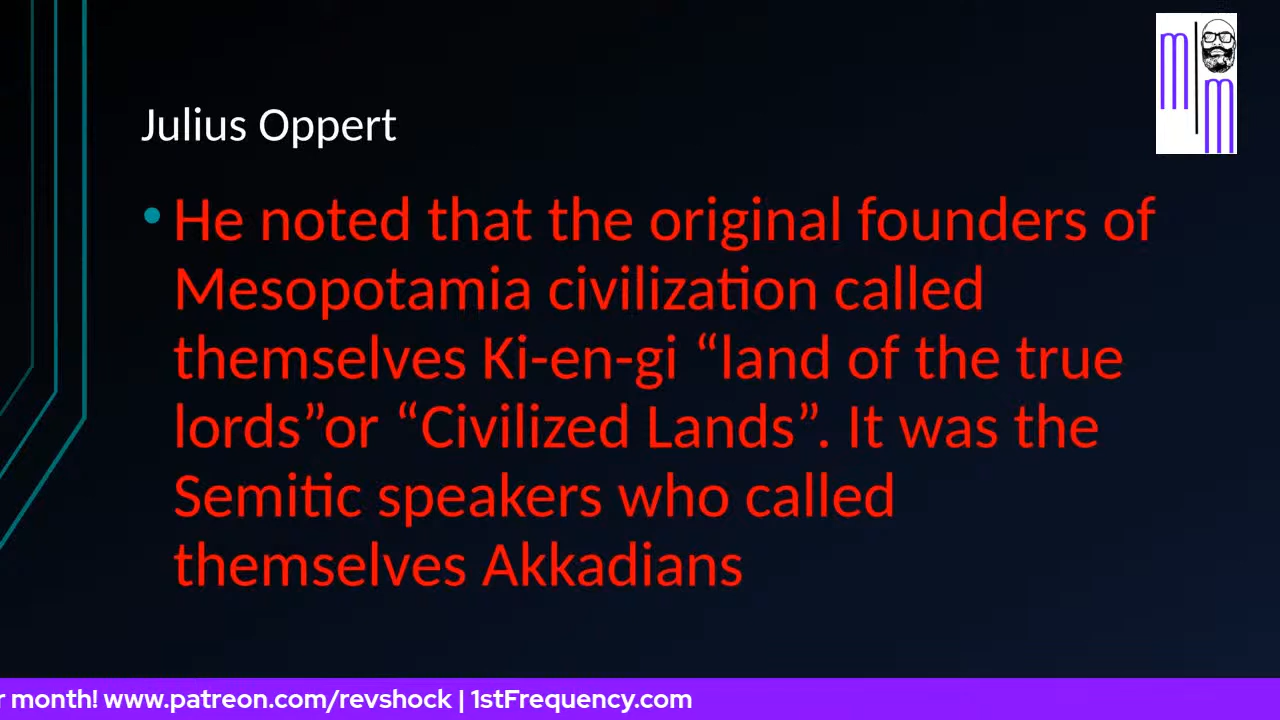 Julius Oppert
• He noted that the original founders of
Mesopotamia civilization called
themselves Ki-en-gi “land of the true
lords”or “Civilized Lands”. It was the
Semitic speakers who called
themselves Akkadians
m
m
r month! www.patreon.com/revshock | 1stFrequency.com